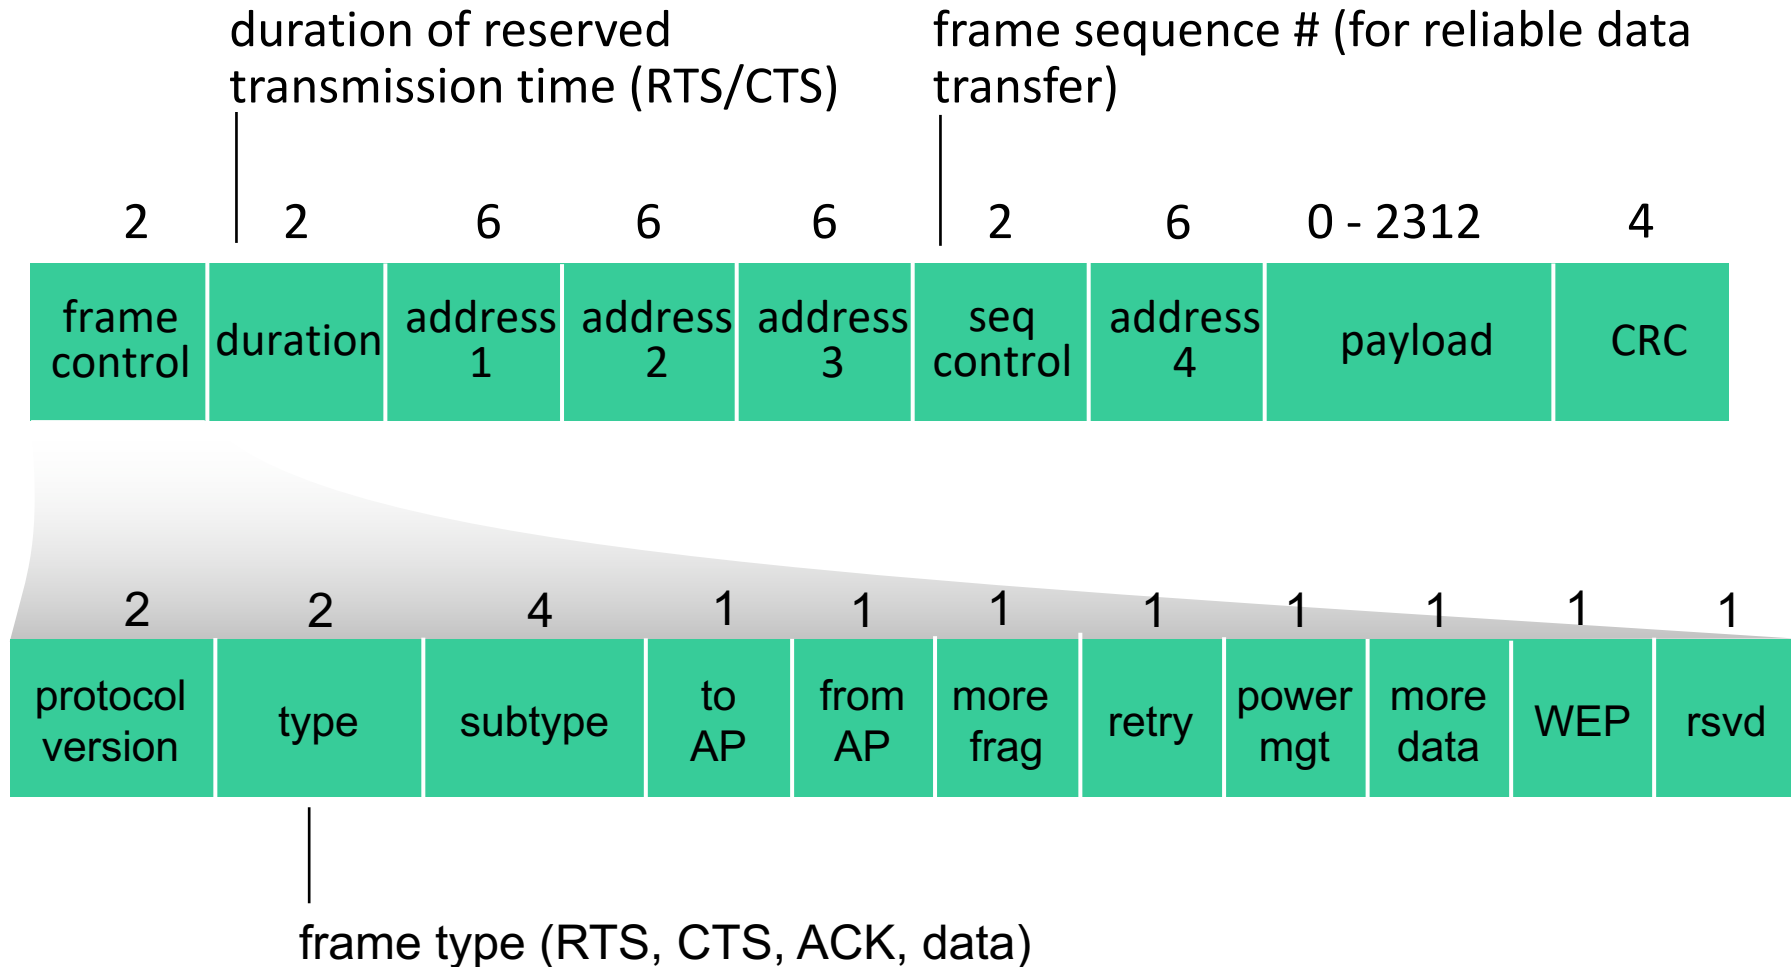 duration of reserved
transmission time (RTS/CTS)
frame sequence # (for reliable data
transfer)
2 2 6 6 6 2 6 0 - 2312 4
frame
control
duration
address
1
address
2
address
3
seq
control
address
4
payload
CRC
2 2 4 1 1 1 1 1 1 1 1
protocol
version
type
subtype
to
AP
from
AP
more
frag
retry
power
mgt
more
data
WEP
rsvd
frame type (RTS, CTS, ACK, data)